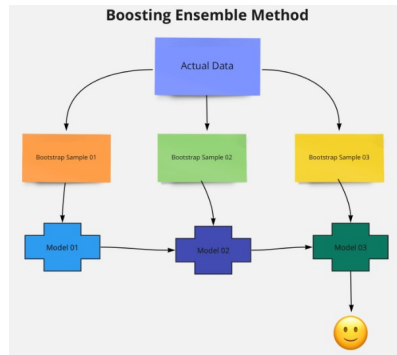 Boosting Ensemble Method
Actual Data
Bootstrap Sample 01
Bootstrap Sample 02
Bootstrap Sample 03
Model 01
Model 02
Model 03